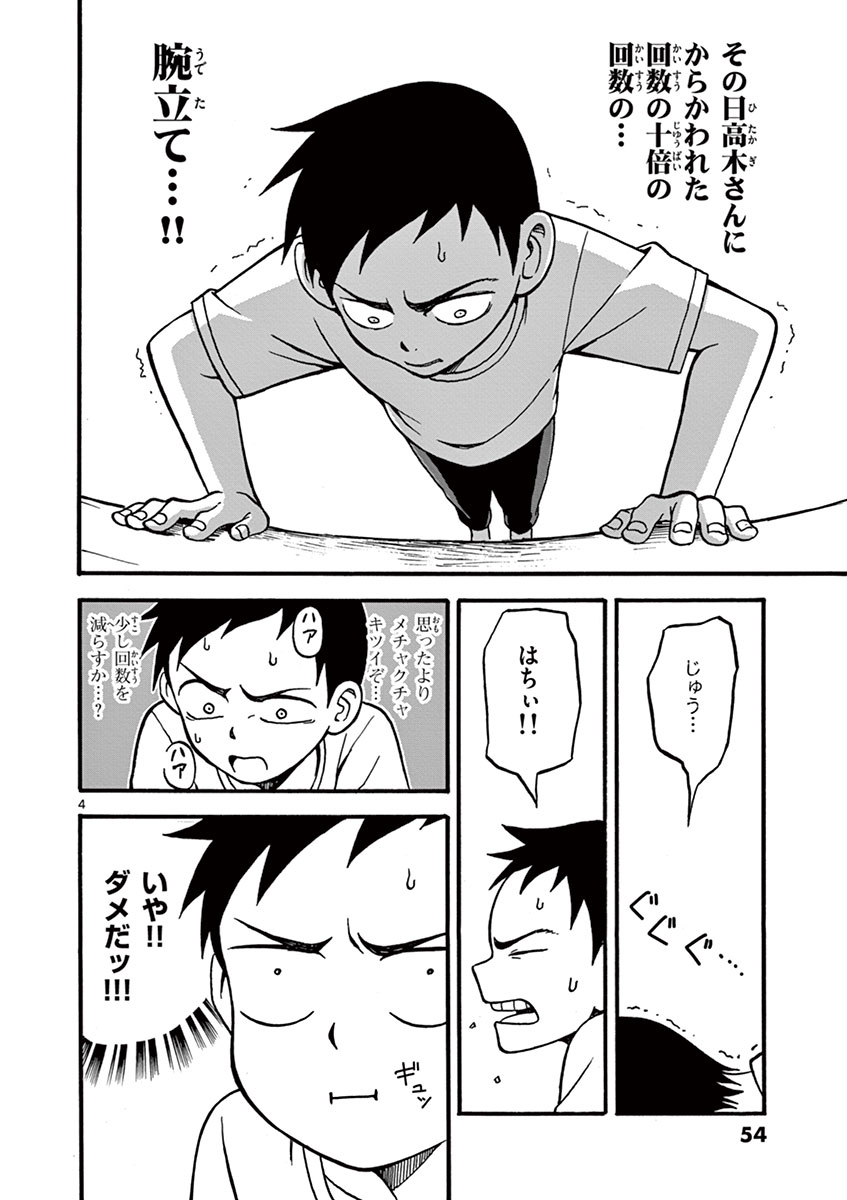 その日高木さんに
からかわれた
回数の十倍の
回数の…
腕立て…!!
じゅう…
ぐぐぐ…
はちぃ!!
思ったより
メチャクチャ
キツイぞ…
少し回数を
減らすか…?
ハァ
ハァ
いや!!
ダメだッ!!!
ギュッ
4
54